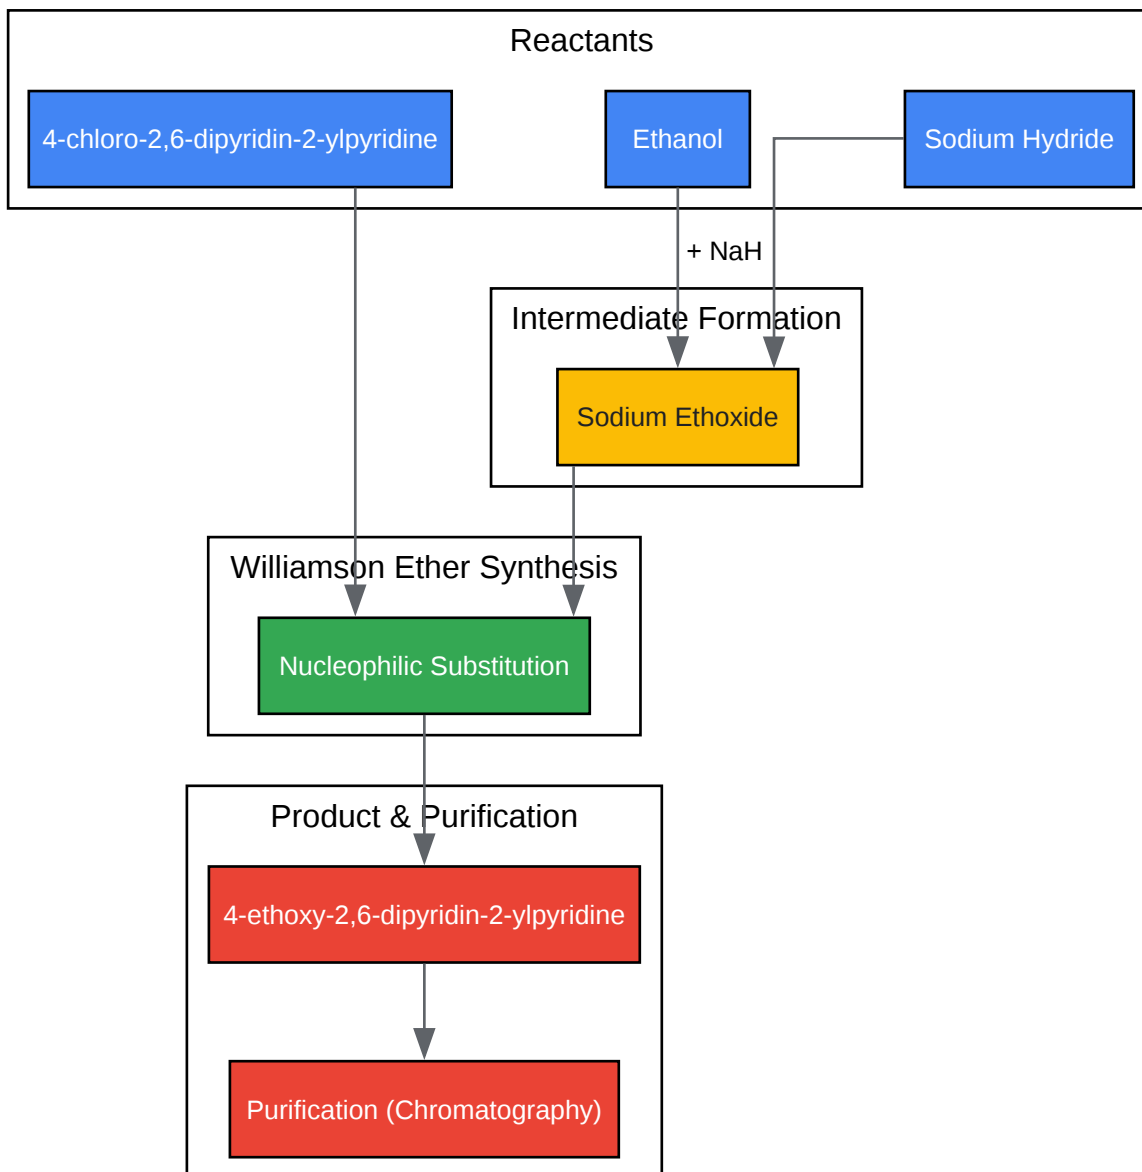 Reactants
4-chloro-2,6-dipyridin-2-ylpyridine
Ethanol
Sodium Hydride
+ NaH
Intermediate Formation
Sodium Ethoxide
Williamson Ether Synthesis
Nucleophilic Substitution
Product & Purification
4-ethoxy-2,6-dipyridin-2-ylpyridine
Purification (Chromatography)